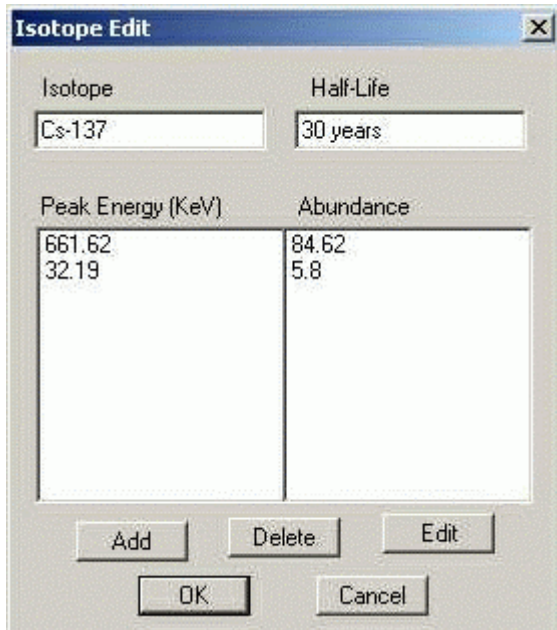 Isotope Edit
Isotope Half-Life
Cs-137 30 years
Peak Energy (KeV) Abundance
661.62 84.62
32.19 5.8
Add Delete Edit
OK Cancel